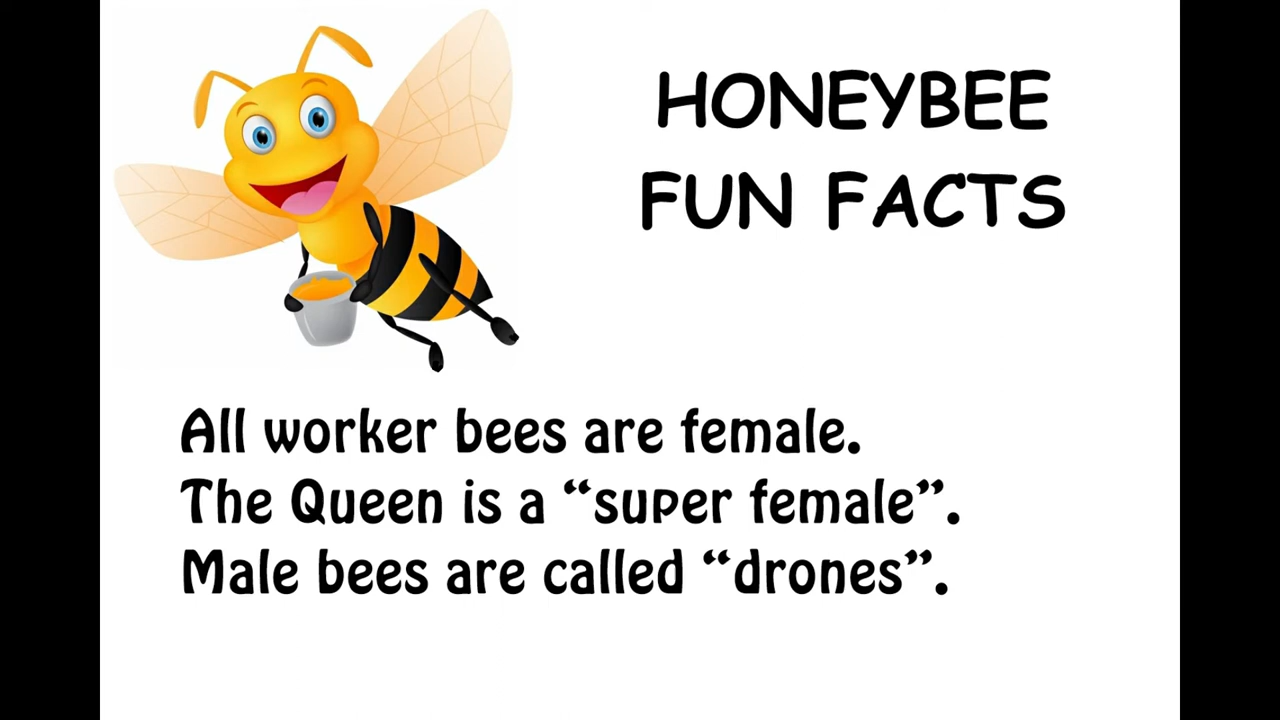 HONEYBEE
FUN FACTS
All worker bees are female.
The Queen is a “super female”.
Male bees are called “drones”.